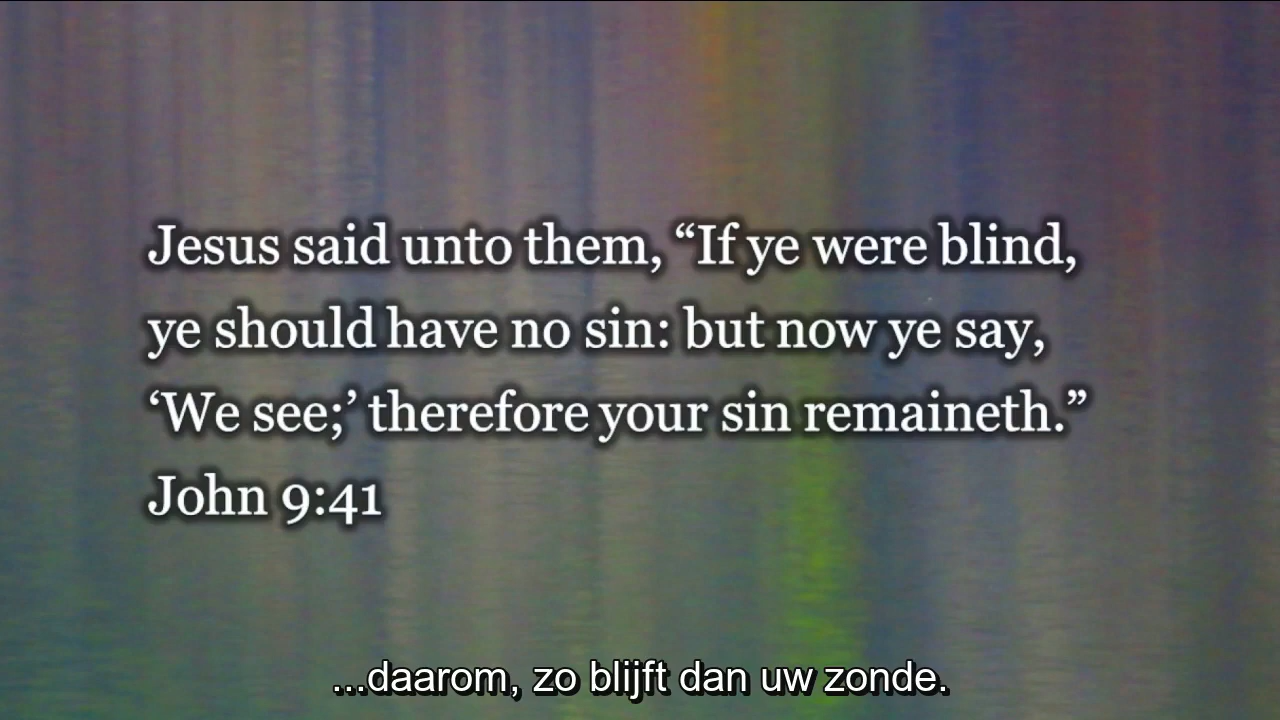 Jesus said unto them, “If ye were blind,
ye should have no sin: but now ye say,
‘We see;’ therefore your sin remaineth.”
John 9:41
...daarom, zo blijft dan uw zonde.